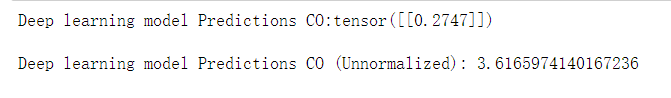 Deep learning model Predictions CO:tensor([[0.2747]])
Deep learning model Predictions CO (Unnormalized): 3.6165974140167236